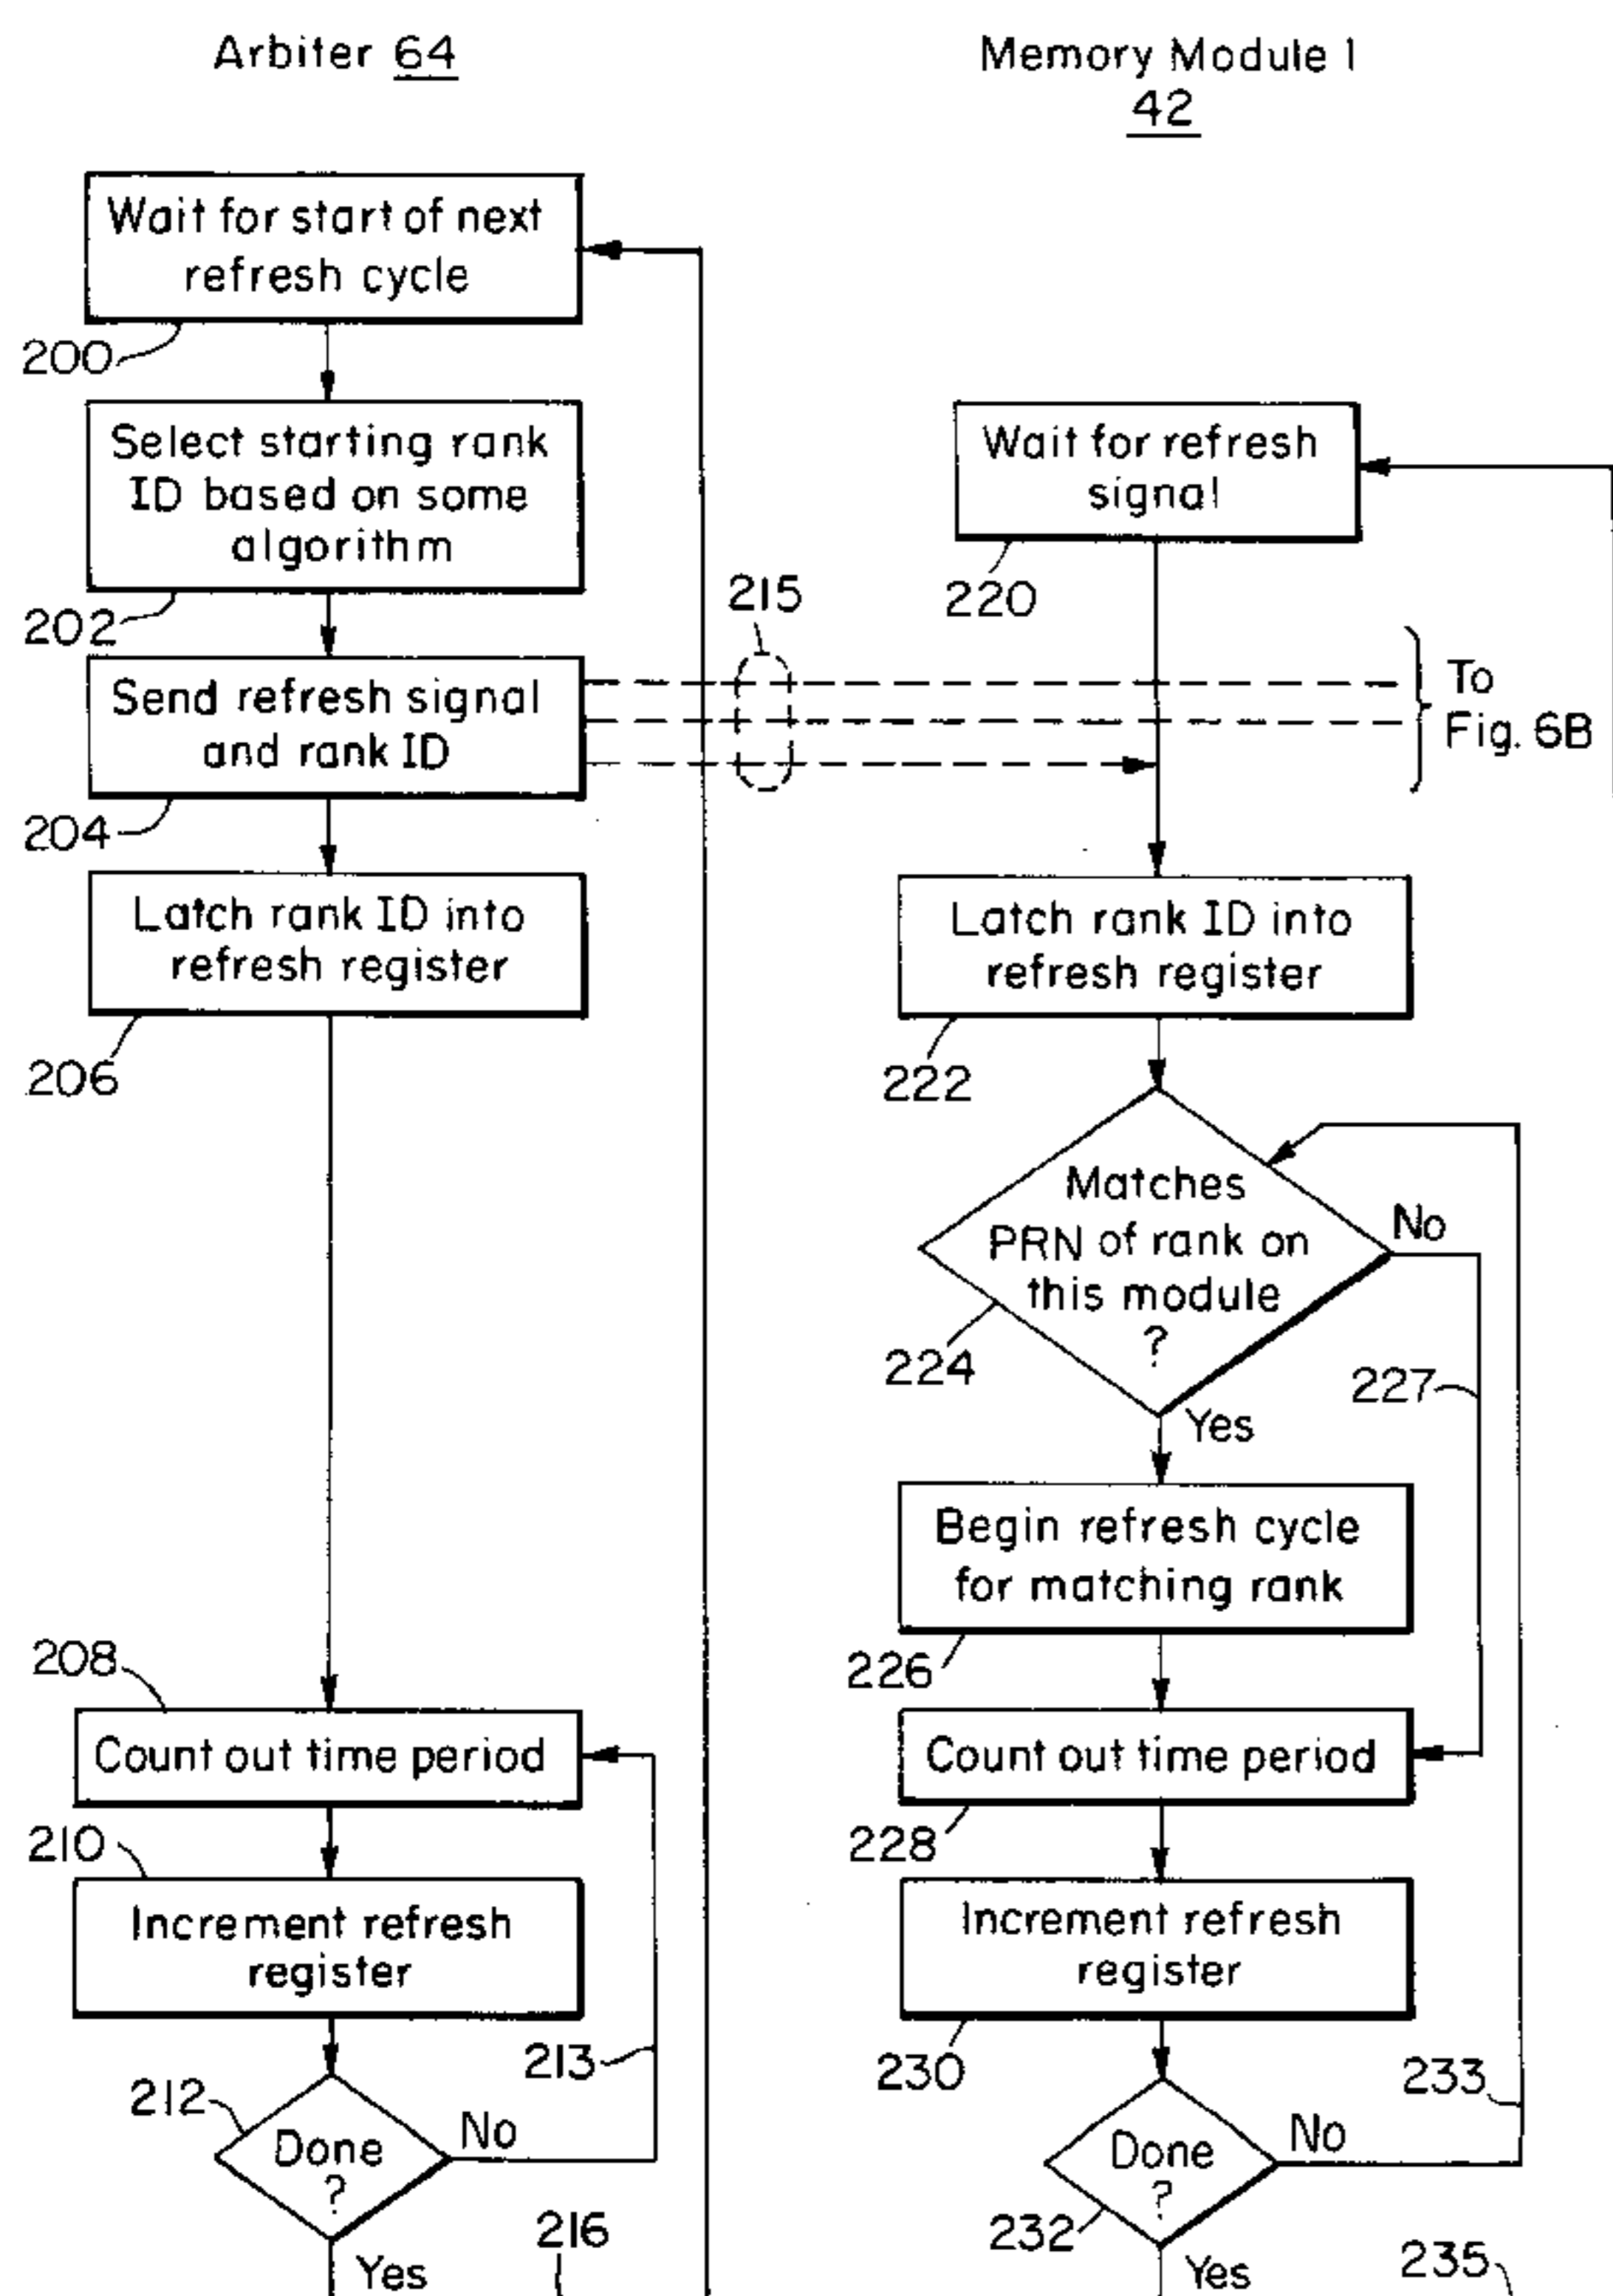 Arbiter 64
Wait for start of next
refresh cycle
200
Select starting rank
ID based on some
algorithm
202
Send refresh signal
and rank ID
204
215
Latch rank ID into
refresh register
206
208
Count out time period
210
Increment refresh
register
213
212
Done
?
No
Yes
216
Memory Module 1
42
Wait for refresh
signal
220
To
Fig. 6B
Latch rank ID into
refresh register
222
Matches
PRN of rank on
this module
?
No
224
227
Yes
Begin refresh cycle
for matching rank
226
Count out time period
228
Increment refresh
register
230
233
Done
?
No
232
Yes
235